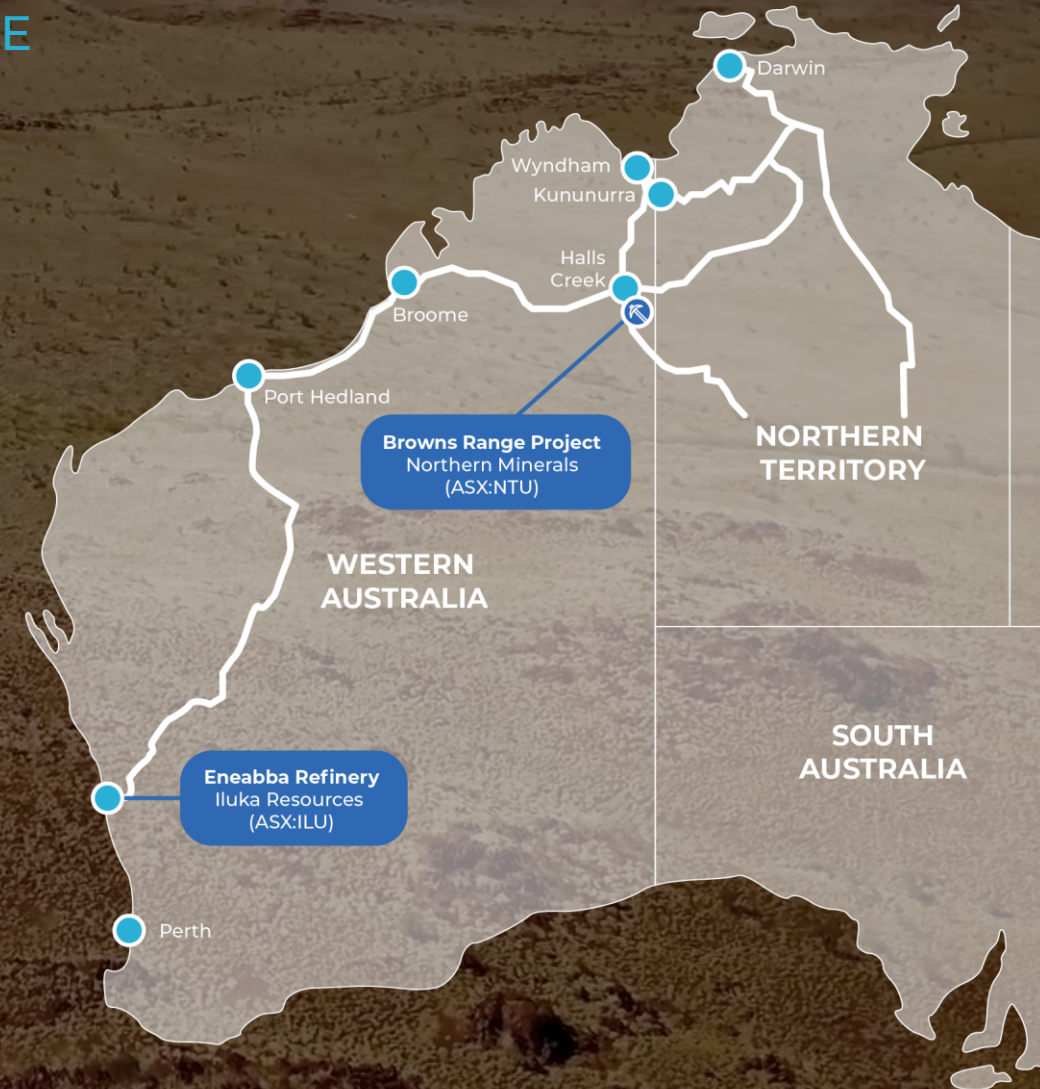 E
Darwin
Wyndham
Kununurra
Halls
Creek
Broome
Port Hedland
Browns Range Project
Northern Minerals
(ASX:NTU)
NORTHERN
TERRITORY
WESTERN
AUSTRALIA
SOUTH
AUSTRALIA
Eneabba Refinery
Iluka Resources
(ASX:ILU)
Perth